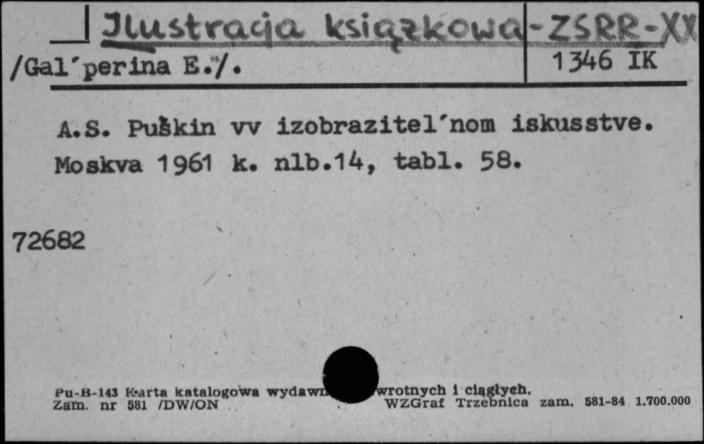 Ilustracja książkowa - ZSRR - XX
/Gal´perina E./. 1346 IK
A.S. Puškin vv izobrazitel´nom iskusstve.
Moskva 1961 k. nlb.14, tabl. 58.
72682
Pu-B-143 Karta katalogowa wrotnych i ciągłych.
Zam. nr 581 /DW/ON WZGraf Trzebnica zam. 581-84 1.700.000